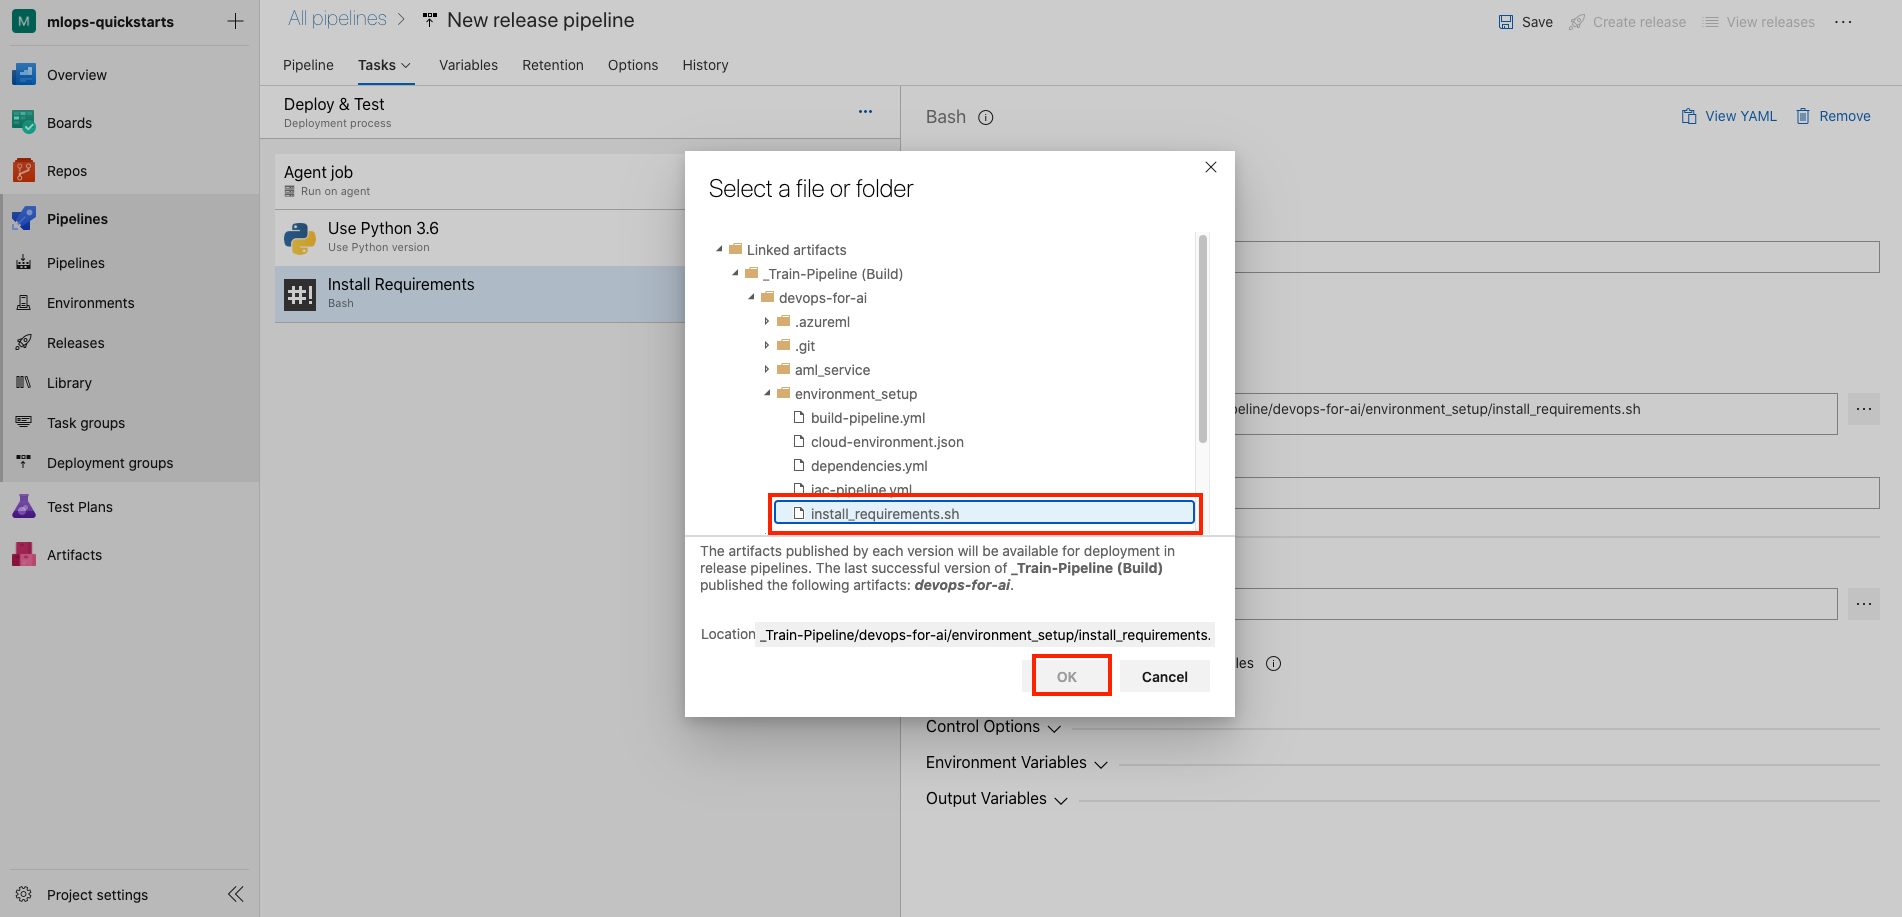 M mlops-quickstarts
Overview
Boards
Repos
Pipelines
Pipelines
Environments
Releases
Library
Task groups
Deployment groups
Test Plans
Artifacts
Project settings
All pipelines > New release pipeline
Save Create release View releases ...
Pipeline Tasks Variables Retention Options History
Deploy & Test
Deployment process
Agent job
Run on agent
Use Python 3.6
Use Python version
#! Install Requirements
Bash
Bash
View YAML Remove
eline/devops-for-ai/environment_setup/install_requirements.sh
les
Control Options
Environment Variables
Output Variables
Select a file or folder
Linked artifacts
_Train-Pipeline (Build)
devops-for-ai
.azureml
.git
aml_service
environment_setup
build-pipeline.yml
cloud-environment.json
dependencies.yml
iac-pipeline.yml
install_requirements.sh
The artifacts published by each version will be available for deployment in
release pipelines. The last successful version of _Train-Pipeline (Build)
published the following artifacts: devops-for-ai.
Location _Train-Pipeline/devops-for-ai/environment_setup/install_requirements.
OK Cancel